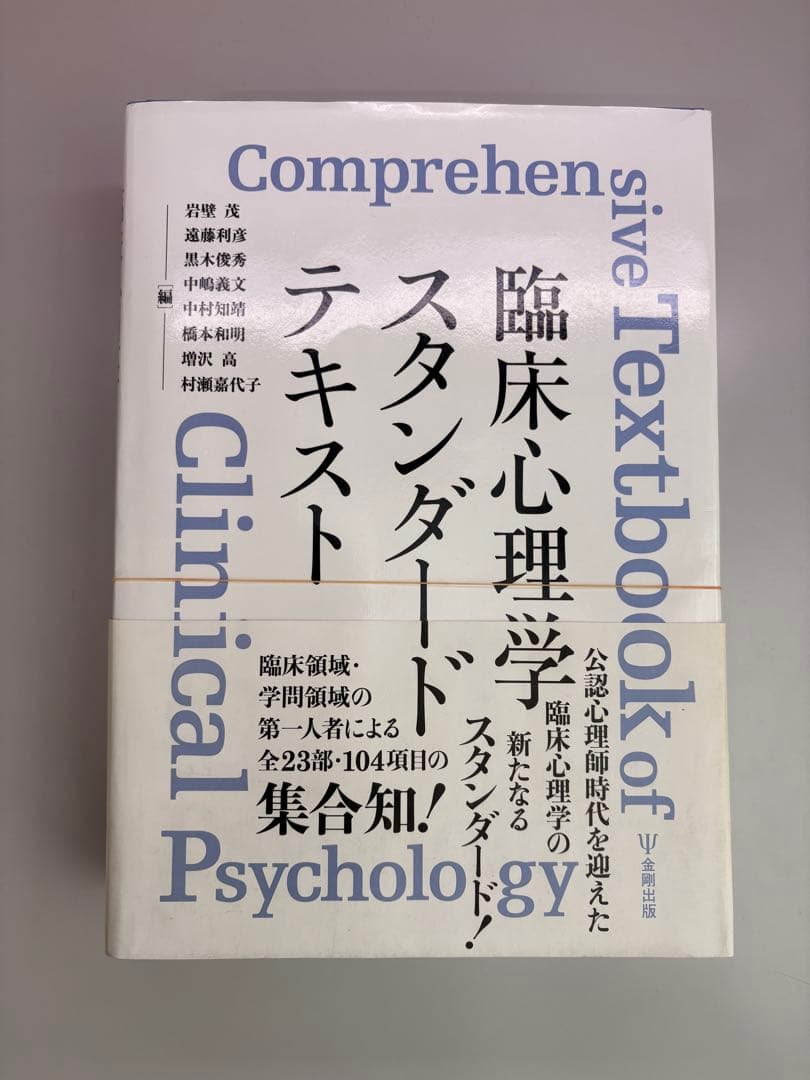 Comprehensive Textbook of
Clinical
Psychology
臨床心理学
スタンダード
テキスト
岩壁 茂
遠藤利彦
黒木俊秀
中嶋義文
中村知靖
橋本和明
増沢 高
村瀬嘉代子
[編]
公認心理師時代を迎えた
臨床心理学の
新たなる
スタンダード!
臨床領域・
学問領域の
第一人者による
全23部・104項目の
集合知!
Ψ金剛出版